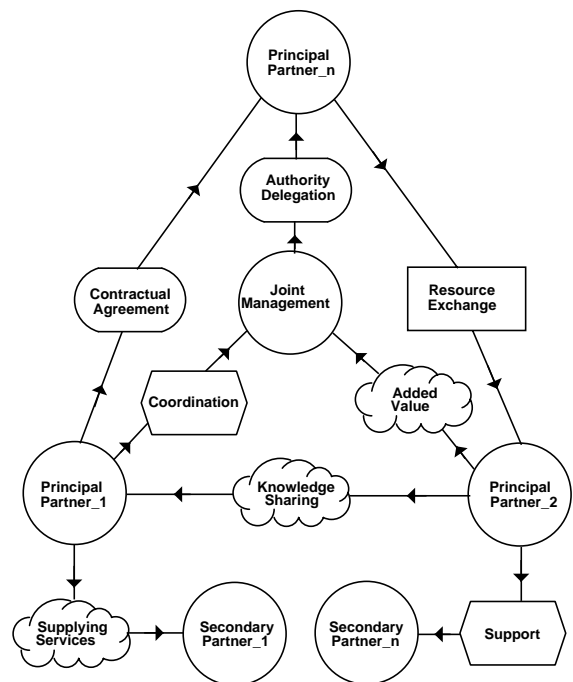 Principal
Partner_n
Authority
Delegation
Contractual
Agreement
Joint
Management
Resource
Exchange
Coordination
Added
Value
Principal
Partner_1
Knowledge
Sharing
Principal
Partner_2
Supplying
Services
Secondary
Partner_1
Secondary
Partner_n
Support